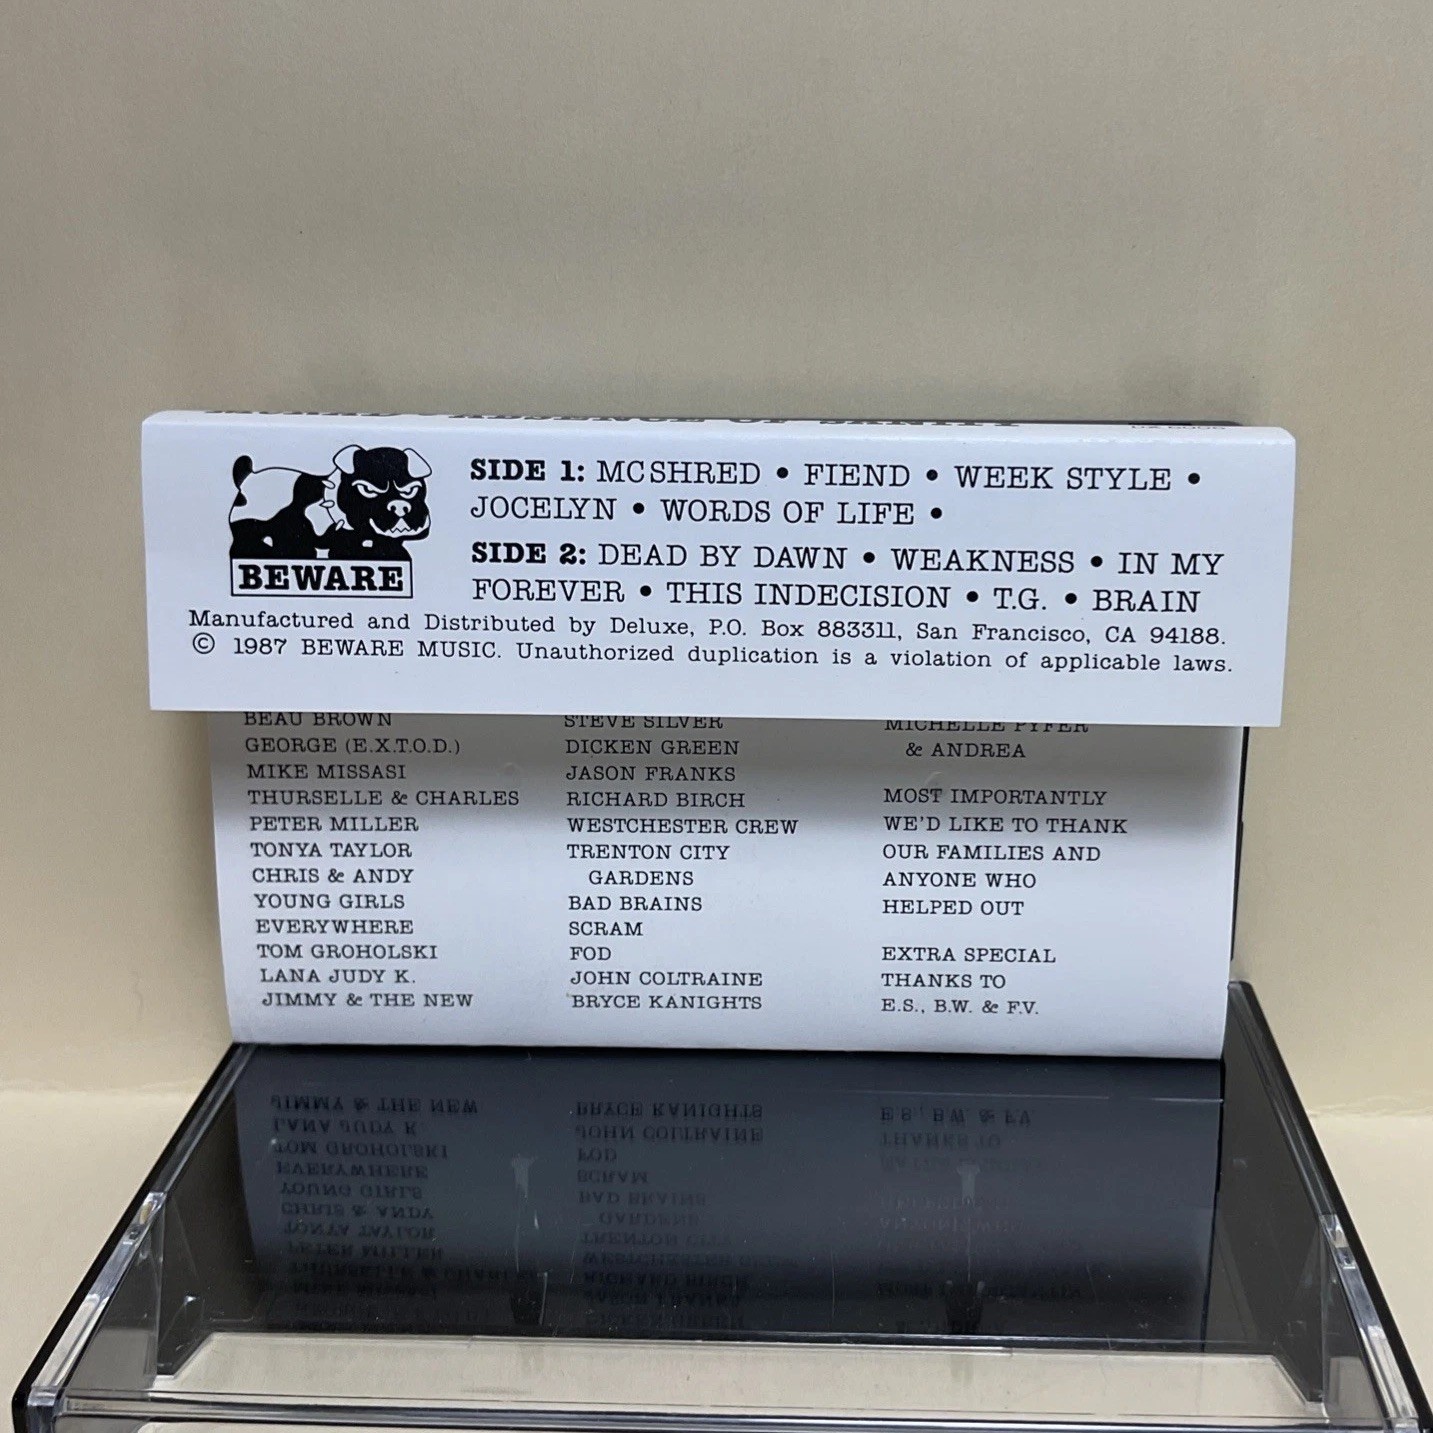 ABSENCE OF SANITY
BEWARE
SIDE 1: MCSHRED • FIEND • WEEK STYLE •
JOCELYN • WORDS OF LIFE •
SIDE 2: DEAD BY DAWN • WEAKNESS • IN MY
FOREVER • THIS INDECISION • T.G. • BRAIN
Manufactured and Distributed by Deluxe, P.O. Box 883311, San Francisco, CA 94188.
© 1987 BEWARE MUSIC. Unauthorized duplication is a violation of applicable laws.
BEAU BROWN
GEORGE (E.X.T.O.D.)
MIKE MISSASI
THURSELLE & CHARLES
PETER MILLER
TONYA TAYLOR
CHRIS & ANDY
YOUNG GIRLS
EVERYWHERE
TOM GROHOLSKI
LANA JUDY K.
JIMMY & THE NEW
STEVE SILVER
DICKEN GREEN
JASON FRANKS
RICHARD BIRCH
WESTCHESTER CREW
TRENTON CITY
GARDENS
BAD BRAINS
SCRAM
FOD
JOHN COLTRAINE
BRYCE KANIGHTS
MICHELLE PYFER
& ANDREA
MOST IMPORTANTLY
WE'D LIKE TO THANK
OUR FAMILIES AND
ANYONE WHO
HELPED OUT
EXTRA SPECIAL
THANKS TO
E.S., B.W. & F.V.